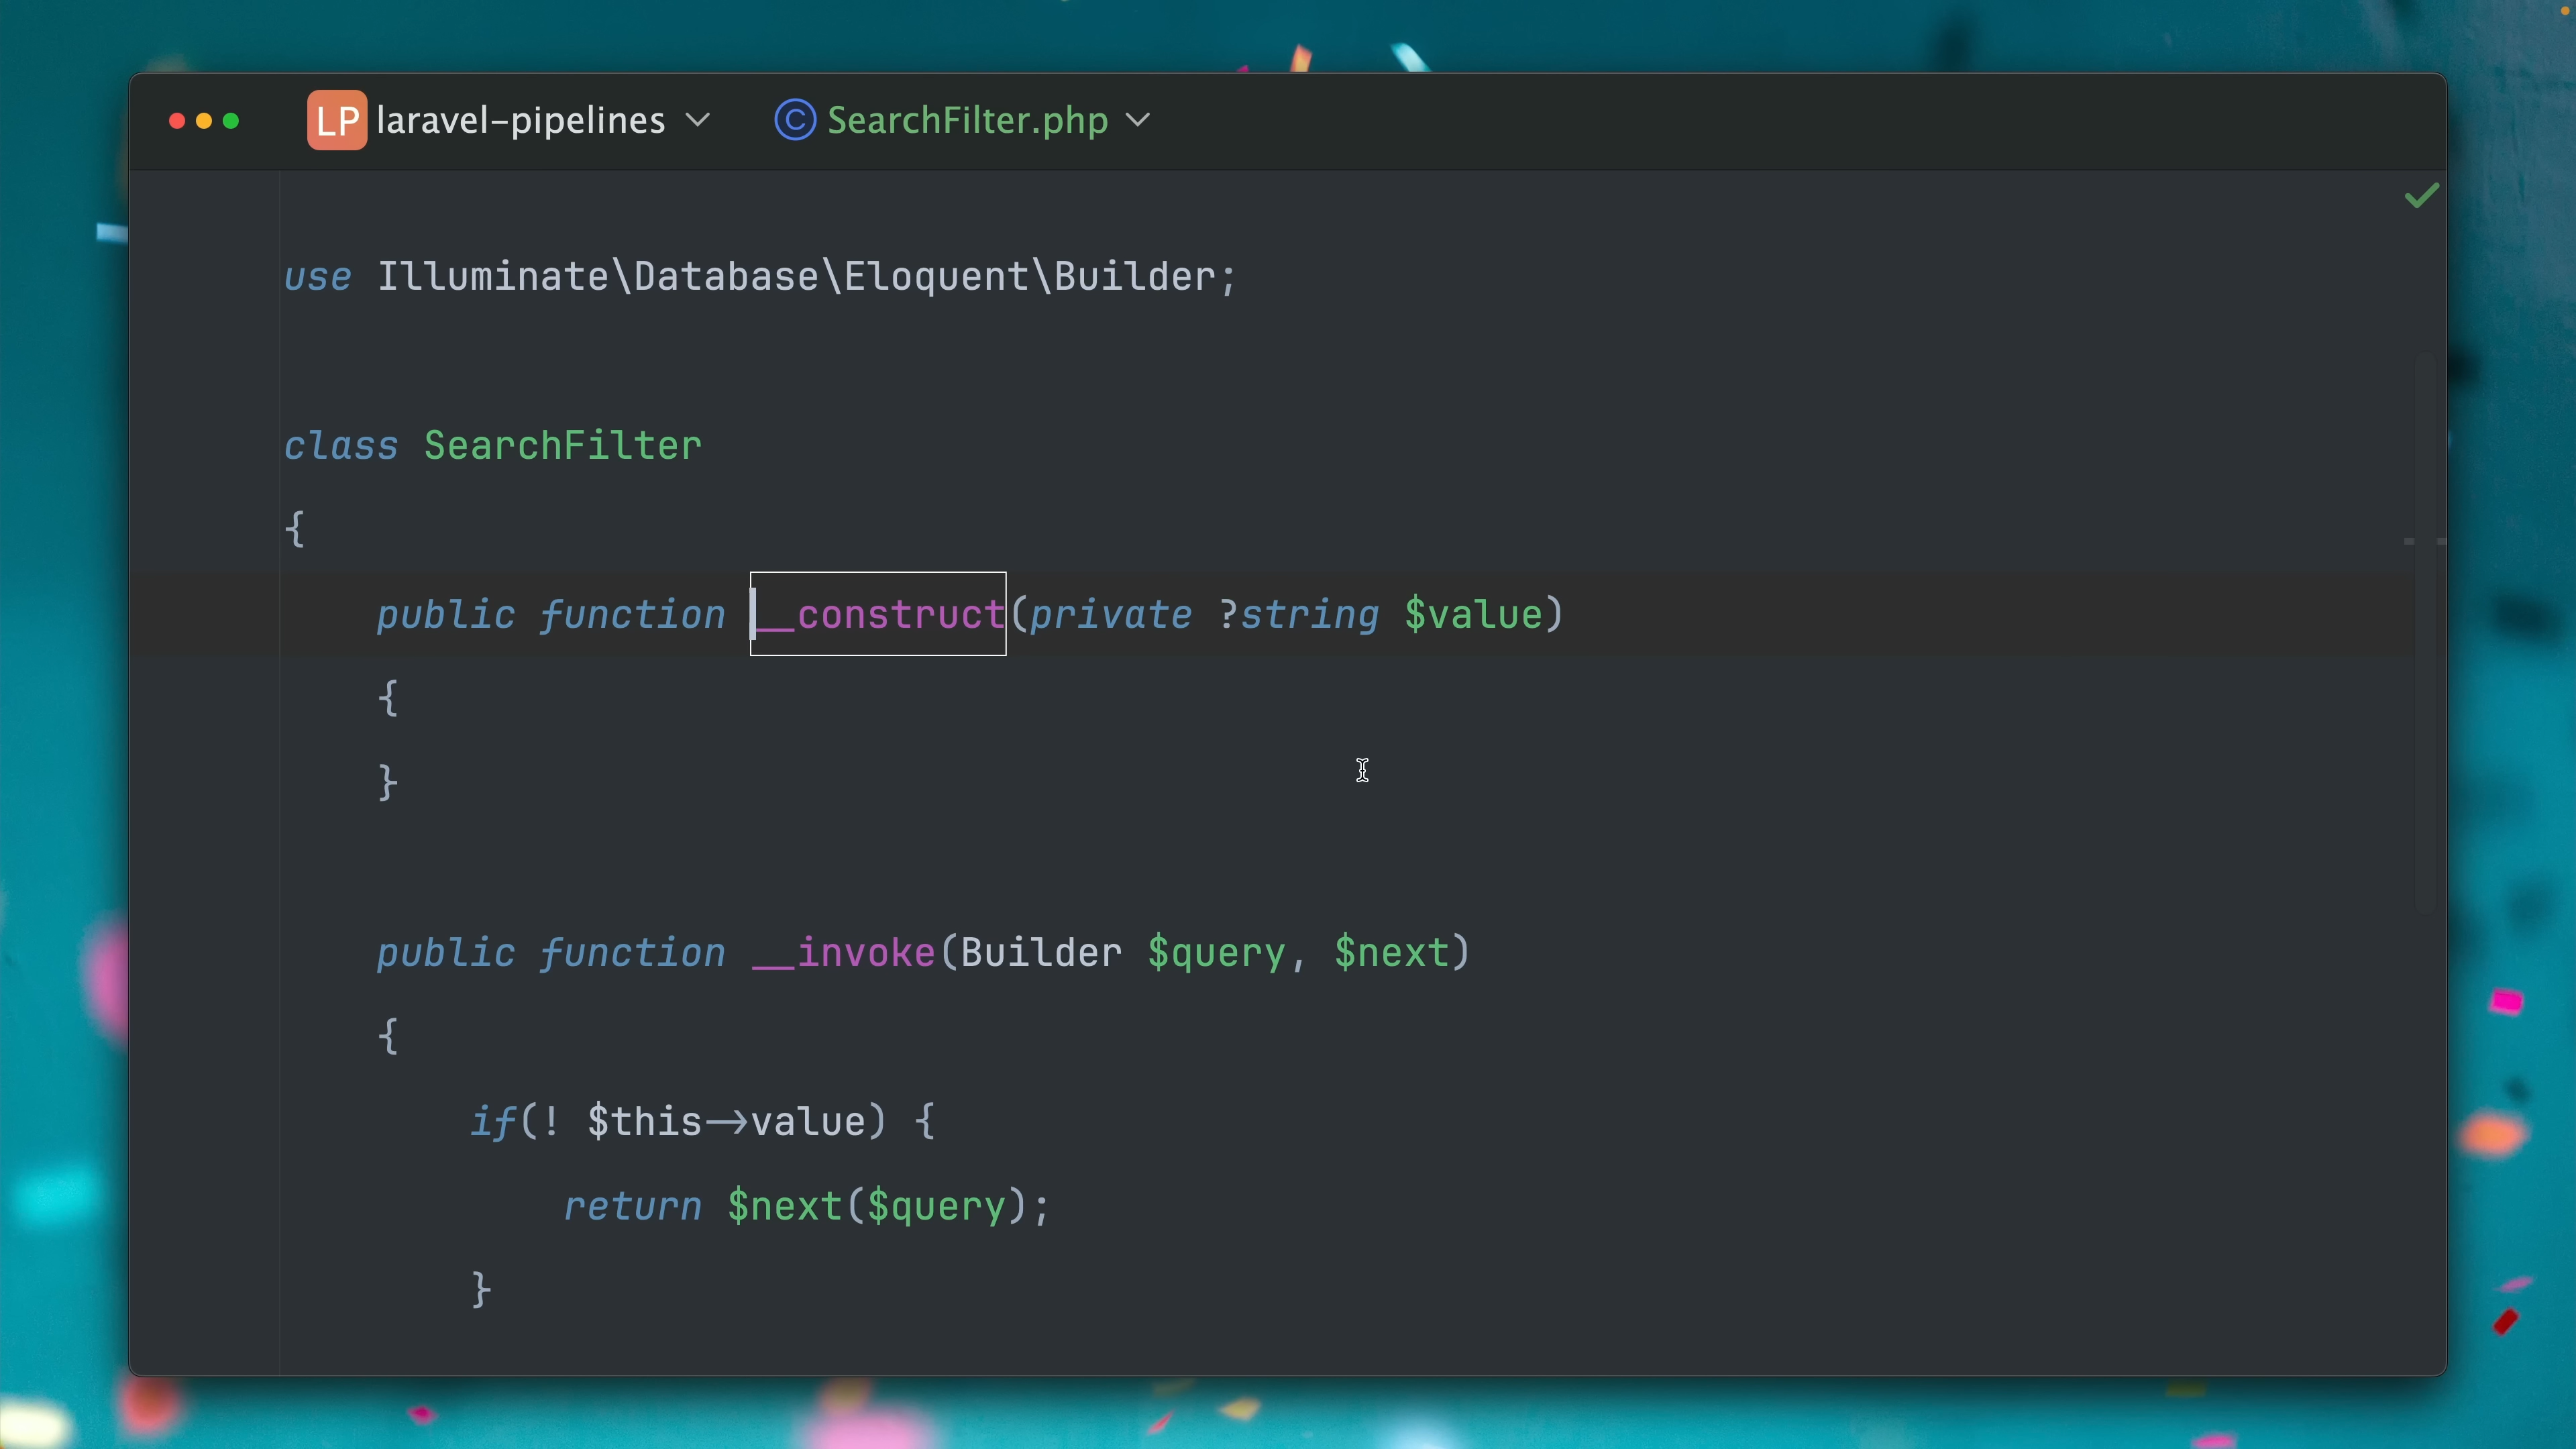 LP laravel-pipelines © SearchFilter.php
use Illuminate\Database\Eloquent\Builder;
class SearchFilter
{
public function __construct(private ?string $value)
{
}
public function __invoke(Builder $query, $next)
{
if(! $this->value) {
return $next($query);
}